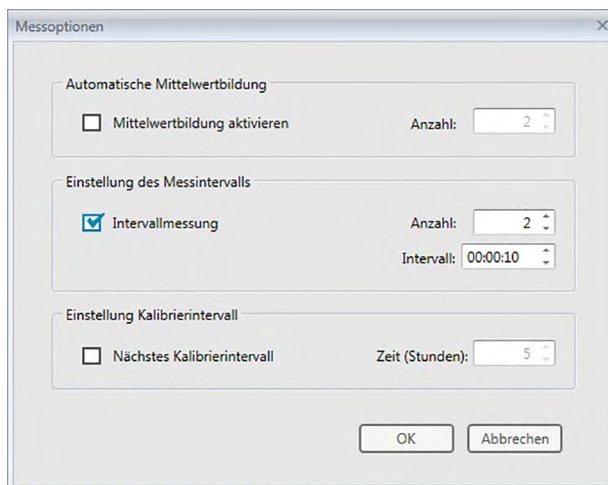 Messoptionen
Automatische Mittelwertbildung
Mittelwertbildung aktivieren Anzahl: 2
Einstellung des Messintervalls
Intervallmessung Anzahl: 2
Intervall: 00:00:10
Einstellung Kalibrierintervall
Nächstes Kalibrierintervall Zeit (Stunden): 5
OK Abbrechen